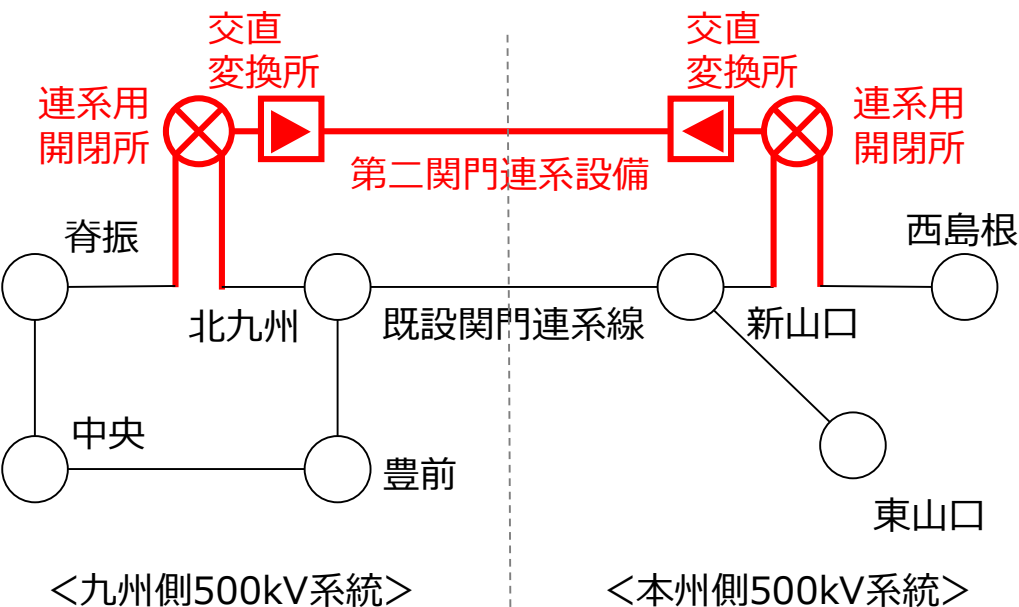 交直
変換所
交直
変換所
連系用
開閉所
連系用
開閉所
第二関門連系設備
脊振
西島根
北九州
既設関門連系線
新山口
中央
豊前
東山口
＜九州側500kV系統＞
＜本州側500kV系統＞